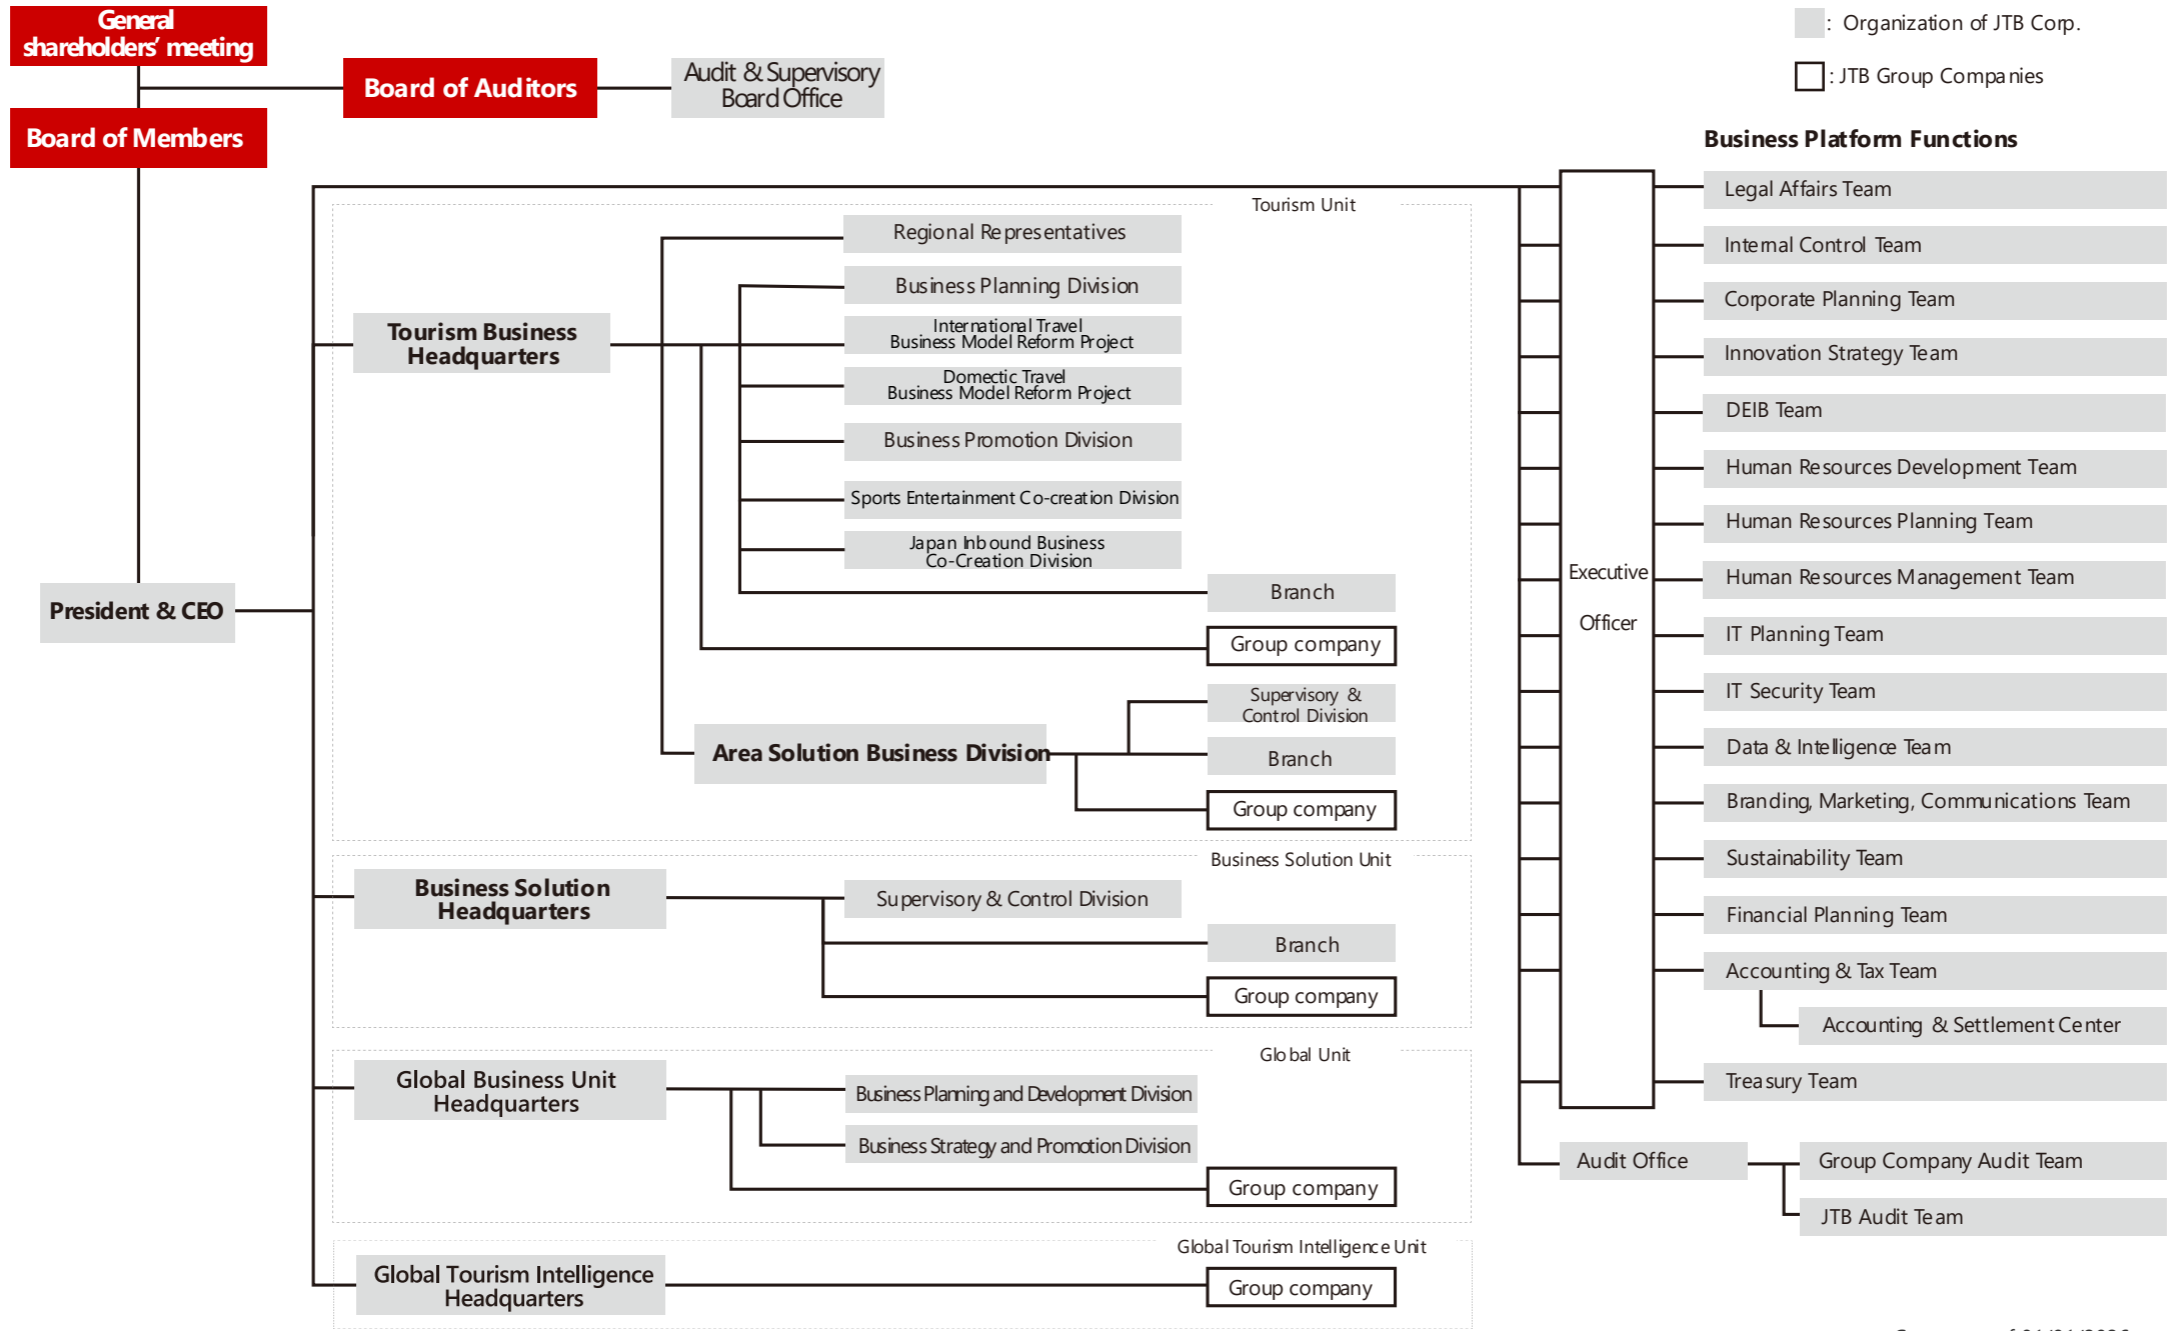 General
shareholders' meeting
Board of Auditors
Audit & Supervisory
Board Office
Board of Members
President & CEO
: Organization of JTB Corp.
: JTB Group Companies
Tourism Unit
Tourism Business
Headquarters
Regional Representatives
Business Planning Division
International Travel
Business Model Reform Project
Domectic Travel
Business Model Reform Project
Business Promotion Division
Sports Entertainment Co-creation Division
Japan Inbound Business
Co-Creation Division
Branch
Group company
Area Solution Business Division
Supervisory &
Control Division
Branch
Group company
Business Solution Unit
Business Solution
Headquarters
Supervisory & Control Division
Branch
Group company
Global Unit
Global Business Unit
Headquarters
Business Planning and Development Division
Business Strategy and Promotion Division
Group company
Global Tourism Intelligence Unit
Global Tourism Intelligence
Headquarters
Group company
Business Platform Functions
Executive
Officer
Legal Affairs Team
Internal Control Team
Corporate Planning Team
Innovation Strategy Team
DEIB Team
Human Resources Development Team
Human Resources Planning Team
Human Resources Management Team
IT Planning Team
IT Security Team
Data & Intelligence Team
Branding, Marketing, Communications Team
Sustainability Team
Financial Planning Team
Accounting & Tax Team
Accounting & Settlement Center
Treasury Team
Audit Office
Group Company Audit Team
JTB Audit Team